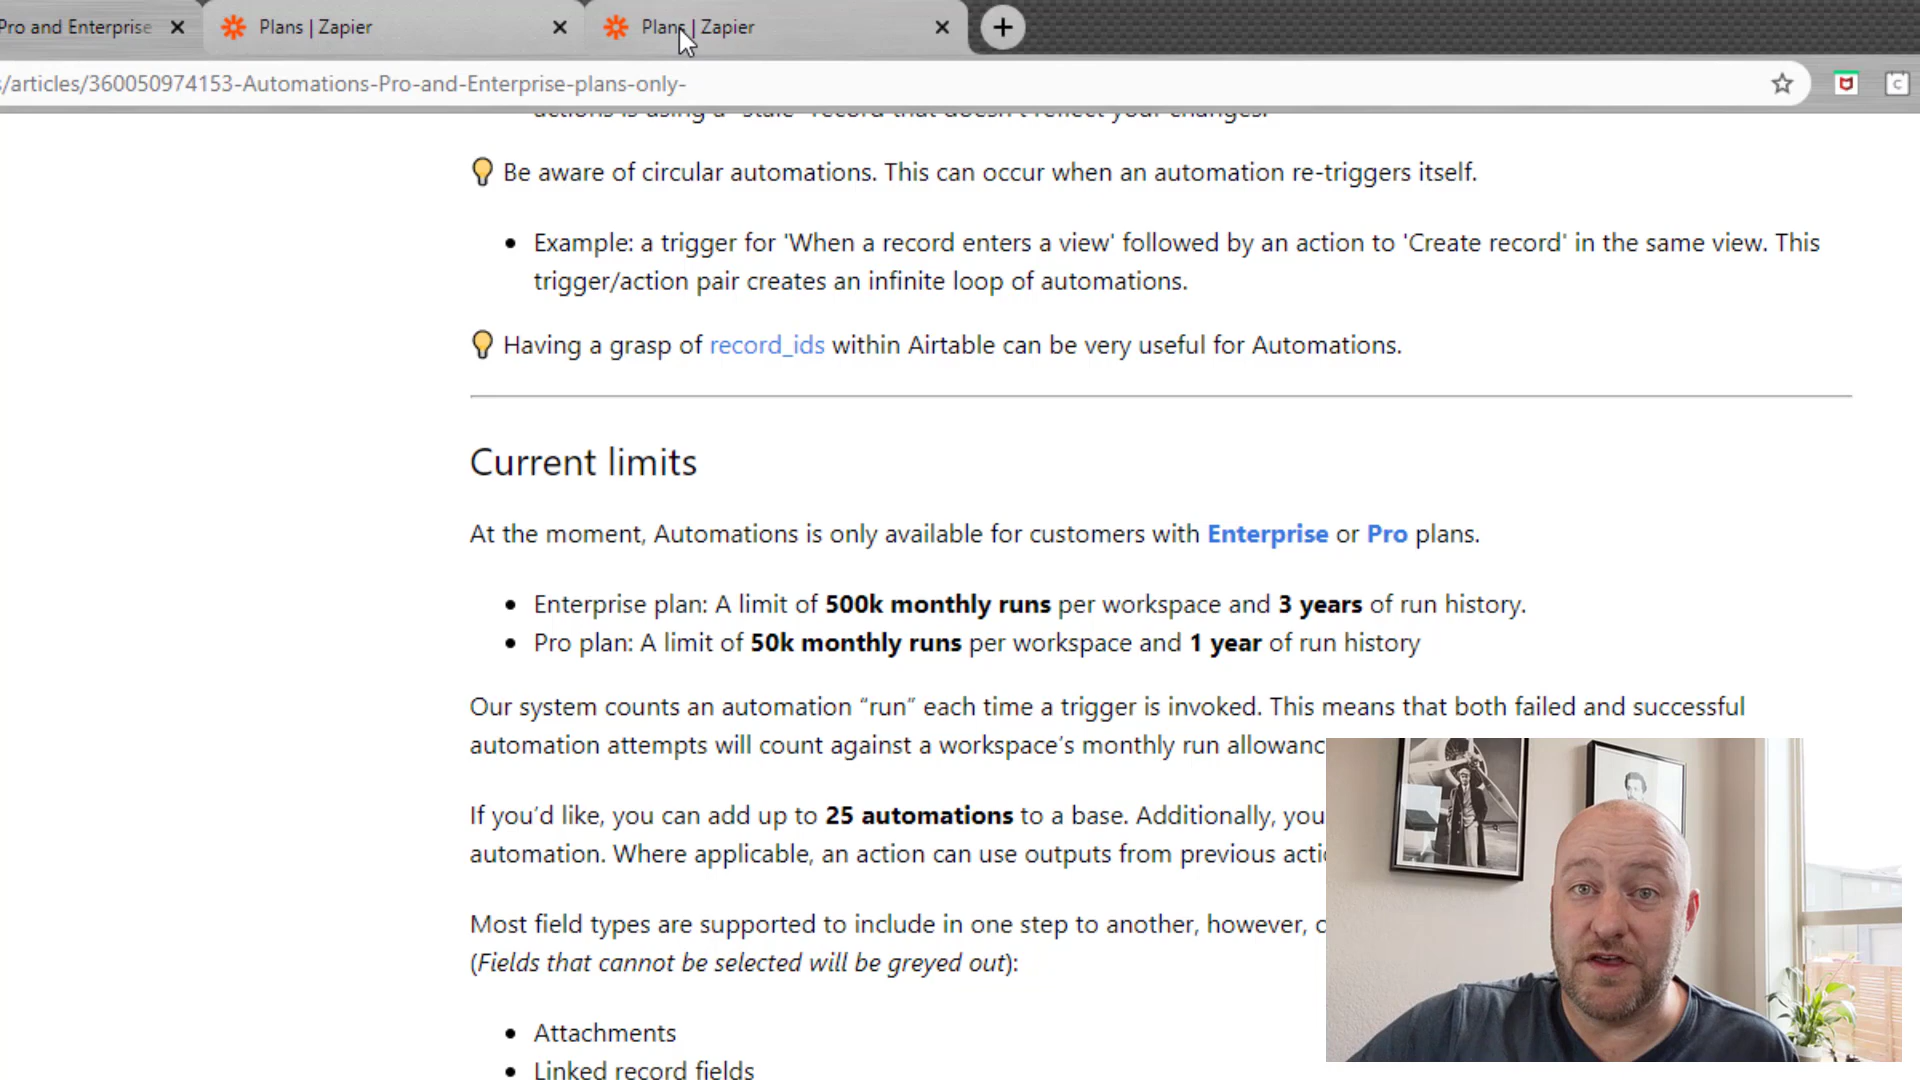 Pro and Enterprise
Plans | Zapier
Plans | Zapier
/articles/360050974153-Automations-Pro-and-Enterprise-plans-only-
actions is using a "stale" record that doesn't reflect your changes.
Be aware of circular automations. This can occur when an automation re-triggers itself.
Example: a trigger for 'When a record enters a view' followed by an action to 'Create record' in the same view. This
trigger/action pair creates an infinite loop of automations.
Having a grasp of record_ids within Airtable can be very useful for Automations.
Current limits
At the moment, Automations is only available for customers with Enterprise or Pro plans.
Enterprise plan: A limit of 500k monthly runs per workspace and 3 years of run history.
Pro plan: A limit of 50k monthly runs per workspace and 1 year of run history
Our system counts an automation “run” each time a trigger is invoked. This means that both failed and successful
automation attempts will count against a workspace’s monthly run allowanc
If you’d like, you can add up to 25 automations to a base. Additionally, you
automation. Where applicable, an action can use outputs from previous acti
Most field types are supported to include in one step to another, however,
(Fields that cannot be selected will be greyed out):
Attachments
Linked record fields